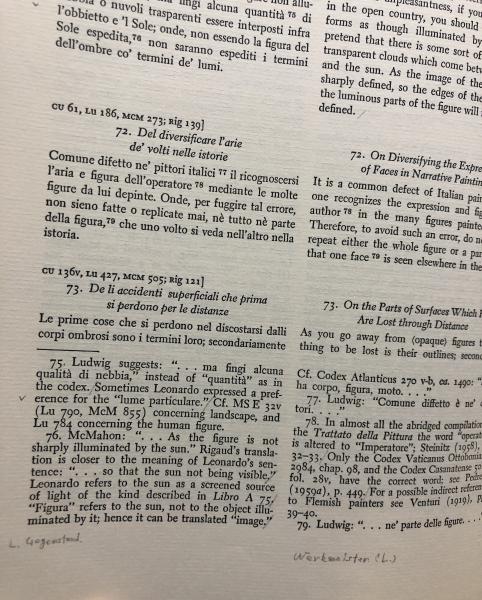 nuvoli trasparenti essere interposti infra
l'obbietto e 'l Sole; onde, non essendo la figura del
Sole espedita,⁷⁶ non saranno espediti i termini
dell'ombre co' termini de' lumi.
CU 61, LU 186, MCM 273; Rig 139]
72. Del diversificare l'arie
de' volti nelle istorie
Comune difetto ne' pittori italici ⁷⁷ il ricognoscersi
l'aria e figura dell'operatore ⁷⁸ mediante le molte
figure da lui depinte. Onde, per fuggire tal errore,
non sieno fatte o replicate mai, nè tutto nè parte
della figura,⁷⁹ che uno volto si veda nell'altro nella
istoria.
CU 136v, LU 427, MCM 505; Rig 121]
73. De li accidenti superficiali che prima
si perdono per le distanze
Le prime cose che si perdono nel discostarsi dalli
corpi ombrosi sono i termini loro; secondariamente
75. Ludwig suggests: ". . . ma fingi alcuna
qualità di nebbia," instead of "quantità" as in
the codex. Sometimes Leonardo expressed a pref-
erence for the "lume particulare." Cf. MS E 32v
(Lu 790, McM 855) concerning landscape, and
Lu 784 concerning the human figure.
76. McMahon: ". . . As the figure is not
sharply illuminated by the sun." Rigaud's transla-
tion is closer to the meaning of Leonardo's sen-
tence: ". . . so that the sun not being visible,"
Leonardo refers to the sun as a screened source
of light of the kind described in Libro A 75,
"Figura" refers to the sun, not to the object illu-
minated by it; hence it can translated "image,"
L. Gegenstand.
in the open country, you should
forms as though illuminated by
pretend that there is some sort of
transparent clouds which come betw
and the sun. As the image of the
sharply defined, so the edges of the
the luminous parts of the figure will
defined.
72. On Diversifying the Expre
of Faces in Narrative Paintin
It is a common defect of Italian pain
one recognizes the expression and fig
author ⁷⁸ in the many figures painte
Therefore, to avoid such an error, do n
repeat either the whole figure or a par
that one face ⁷⁹ is seen elsewhere in the
73. On the Parts of Surfaces Which F
Are Lost through Distance
As you go away from (opaque) figures t
thing to be lost is their outlines; second
Cf. Codex Atlanticus 270 v-b, ca. 1490: "
ha corpo, figura, moto. . . ."
77. Ludwig: "Comune diffetto è ne'
tori. . . ."
78. In almost all the abridged compilation
the Trattato della Pittura the word "operat
is altered to "Imperatore"; Steinitz (1958),
32–33. Only the Codex Vaticanus Ottobonia
2984, chap. 98, and the Codex Casanatense 50
fol. 28v, have the correct word; see Pedre
(1959a), p. 449. For a possible indirect referen
to Flemish painters see Venturi (1919), P
39-40.
79. Ludwig: ". . . ne' parte delle figure. . . .
Werkmeister (L.)